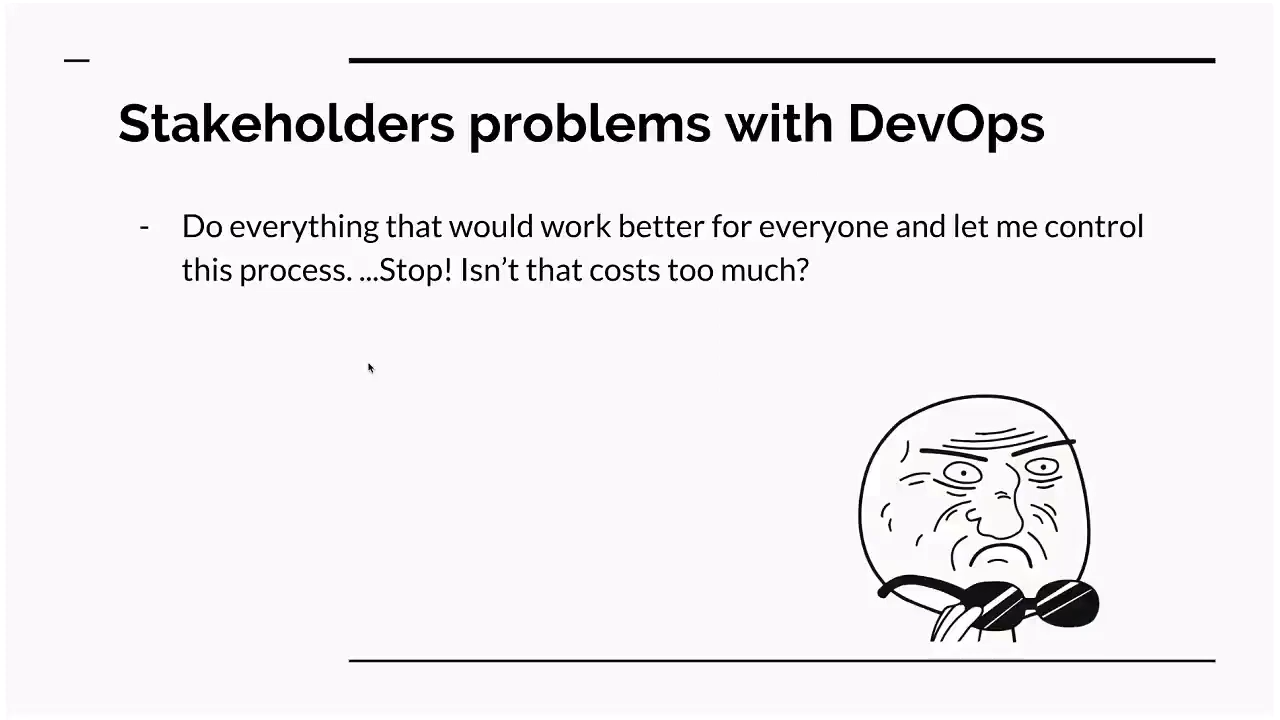 Stakeholders problems with DevOps
- Do everything that would work better for everyone and let me control
this process. ...Stop! Isn’t that costs too much?